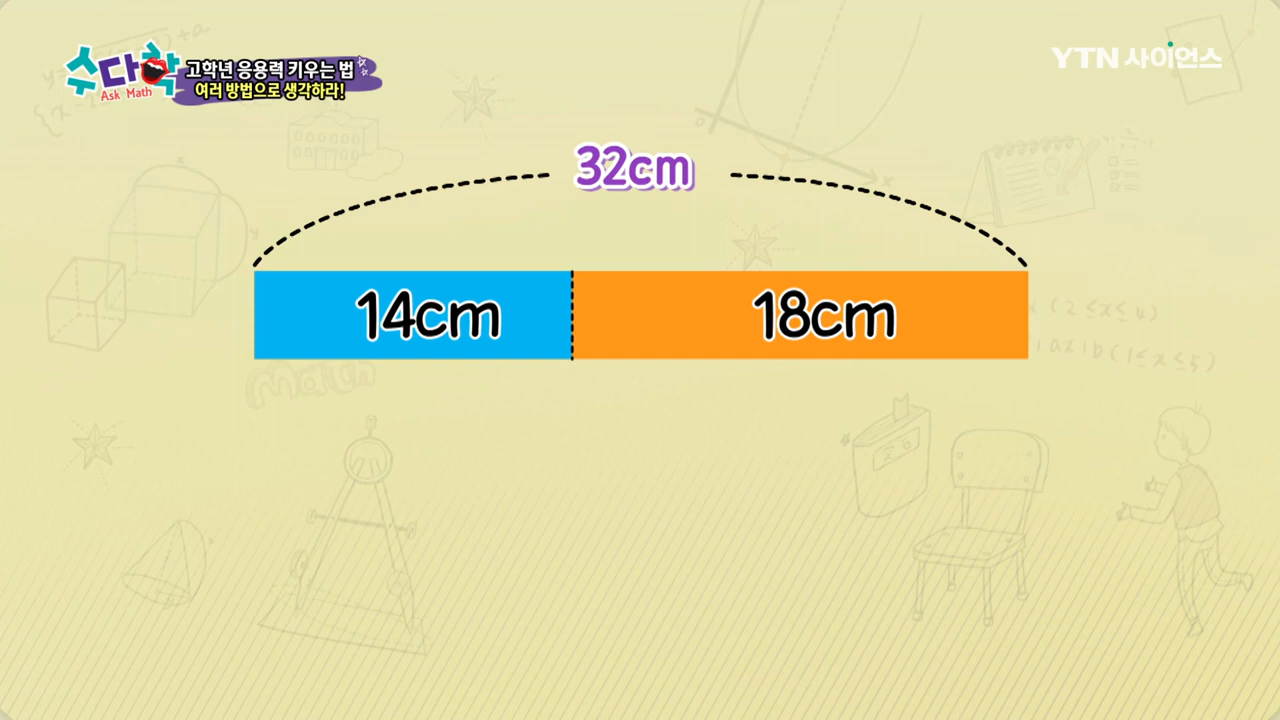 수다학
Ask Math
고학년 응용력 키우는 법
여러 방법으로 생각하라!
YTN 사이언스
32cm
14cm
18cm
Math